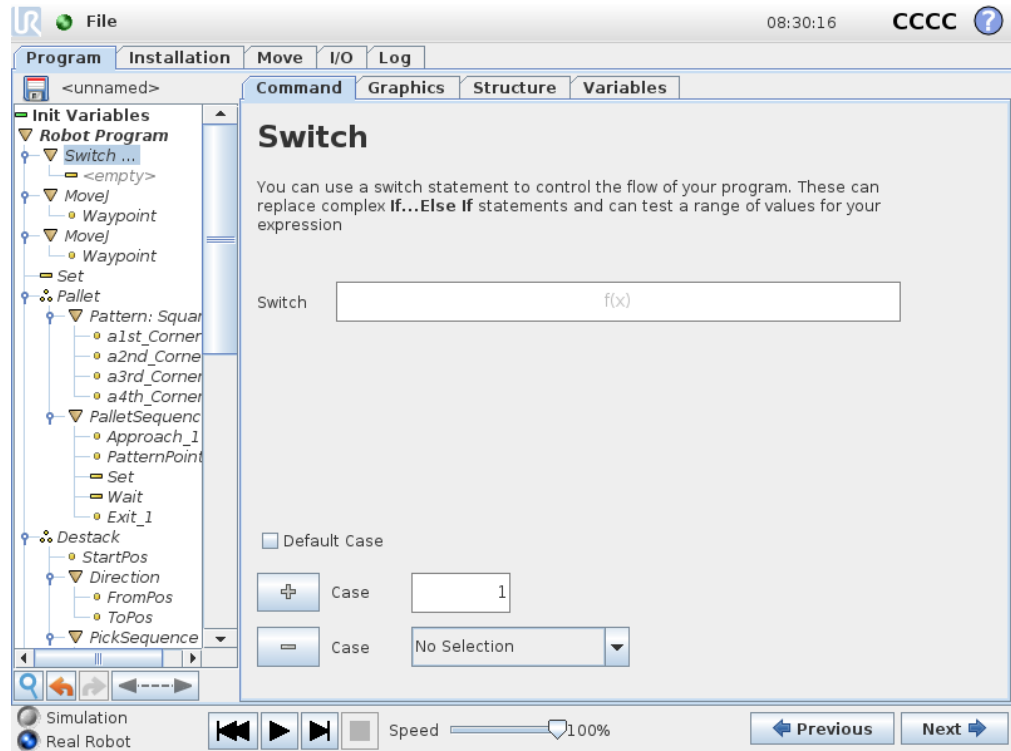 UR File 08:30:16 CCCC ?
Program Installation Move I/O Log
<unnamed> Command Graphics Structure Variables
Init Variables
Robot Program
Switch ...
<empty>
MoveJ
Waypoint
MoveJ
Waypoint
Set
Pallet
Pattern: Squar
a1st_Corner
a2nd_Corne
a3rd_Corner
a4th_Corner
PalletSequenc
Approach_1
PatternPoint
Set
Wait
Exit_1
Destack
StartPos
Direction
FromPos
ToPos
PickSequence
Switch
You can use a switch statement to control the flow of your program. These can
replace complex If...Else If statements and can test a range of values for your
expression
Switch f(x)
Default Case
Case 1
Case No Selection
Simulation
Real Robot
Speed 100%
Previous Next